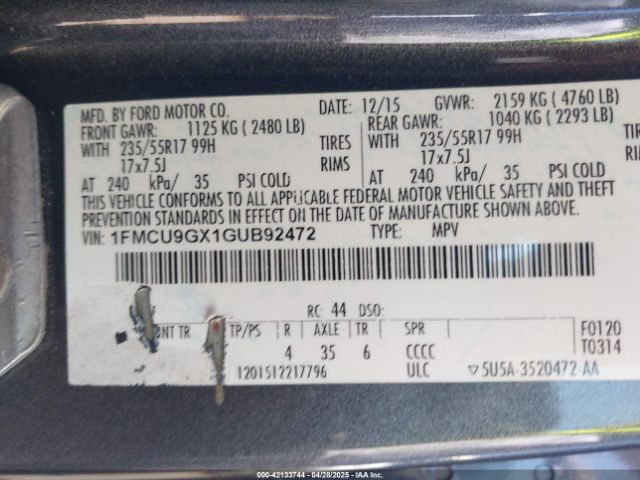 MFD. BY FORD MOTOR CO. DATE: 12/15 GVWR: 2159 KG (4760 LB)
FRONT GAWR: 1125 KG (2480 LB) REAR GAWR: 1040 KG (2293 LB)
WITH 235/55R17 99H TIRES WITH 235/55R17 99H TIRES
17x7.5J RIMS 17x7.5J RIMS
AT 240 kPa/ 35 PSI COLD AT 240 kPa/ 35 PSI COLD
THIS VEHICLE CONFORMS TO ALL APPLICABLE FEDERAL MOTOR VEHICLE SAFETY AND THEFT
PREVENTION STANDARDS IN EFFECT ON THE DATE OF MANUFACTURE SHOWN ABOVE.
VIN: 1FMCU9GX1GUB92472 TYPE: MPV
RC: 44 DSO:
INT TR TP/PS R AXLE TR SPR F0120
4 35 6 CCCC T0314
1201512217796 ULC ▽5U5A-3520472-AA
000-42133744 04/28/2025 IAA Inc.